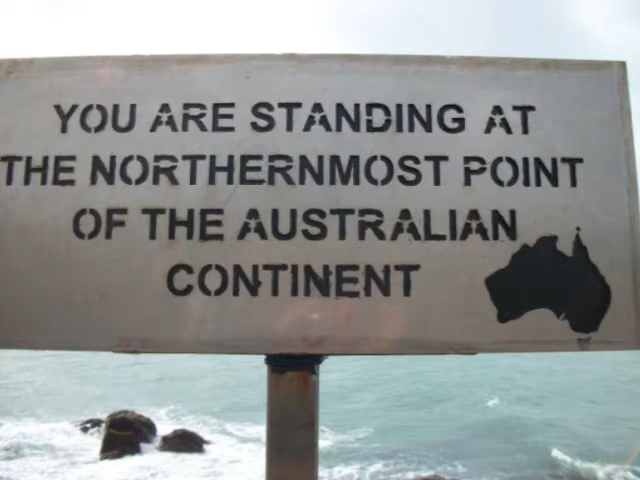 YOU ARE STANDING AT
THE NORTHERNMOST POINT
OF THE AUSTRALIAN
CONTINENT